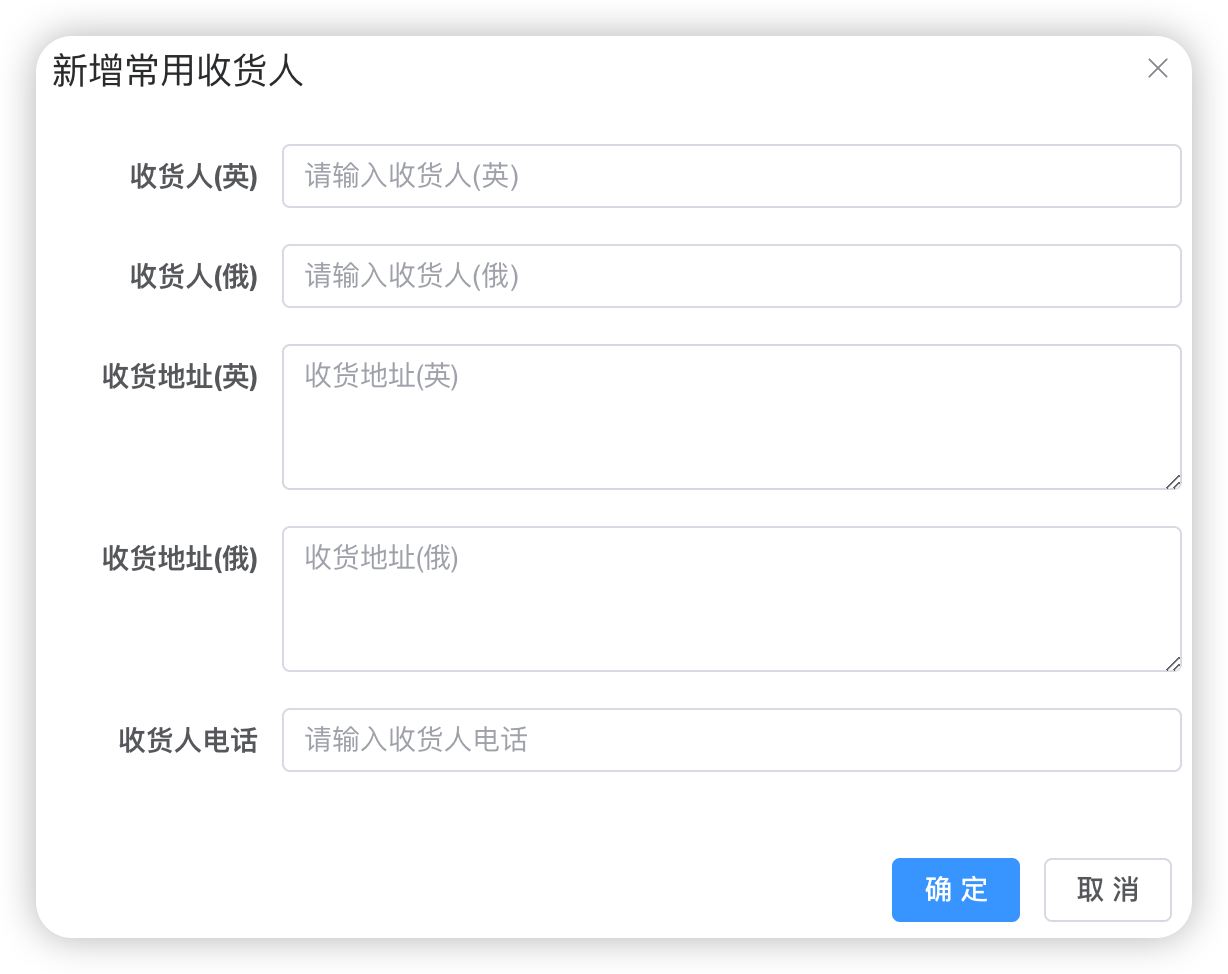 新增常用收货人
收货人(英)
请输入收货人(英)
收货人(俄)
请输入收货人(俄)
收货地址(英)
收货地址(英)
收货地址(俄)
收货地址(俄)
收货人电话
请输入收货人电话
确 定
取 消